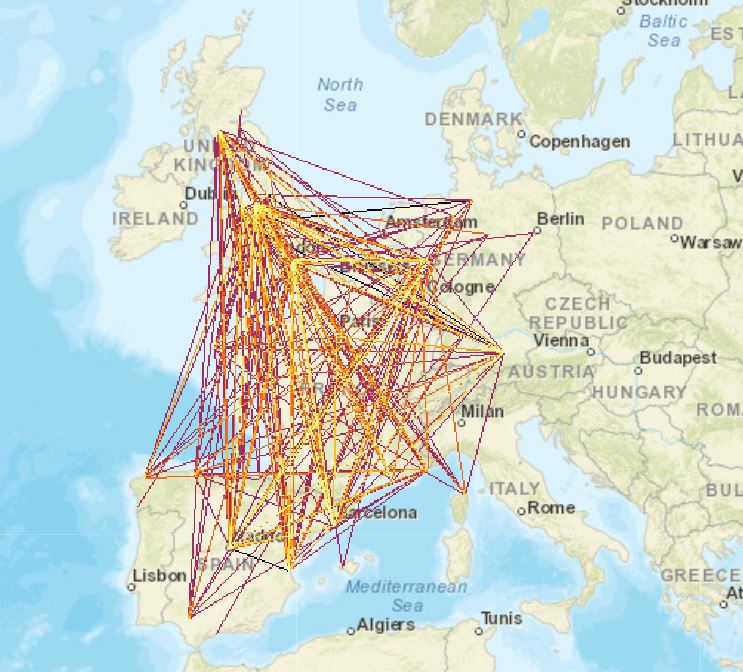 Stockholm
Baltic
Sea
North
Sea
DENMARK
Copenhagen
LITHUA
UNITED
KINGDOM
Dublin
IRELAND
Amsterdam
Berlin
POLAND
Warsaw
GERMANY
Cologne
Paris
CZECH
REPUBLIC
Vienna
Budapest
AUSTRIA
HUNGARY
Milan
ROMA
ITALY
Rome
BUL
Barcelona
Madrid
SPAIN
Lisbon
Mediterranean
Sea
Algiers
Tunis
GREECE
At